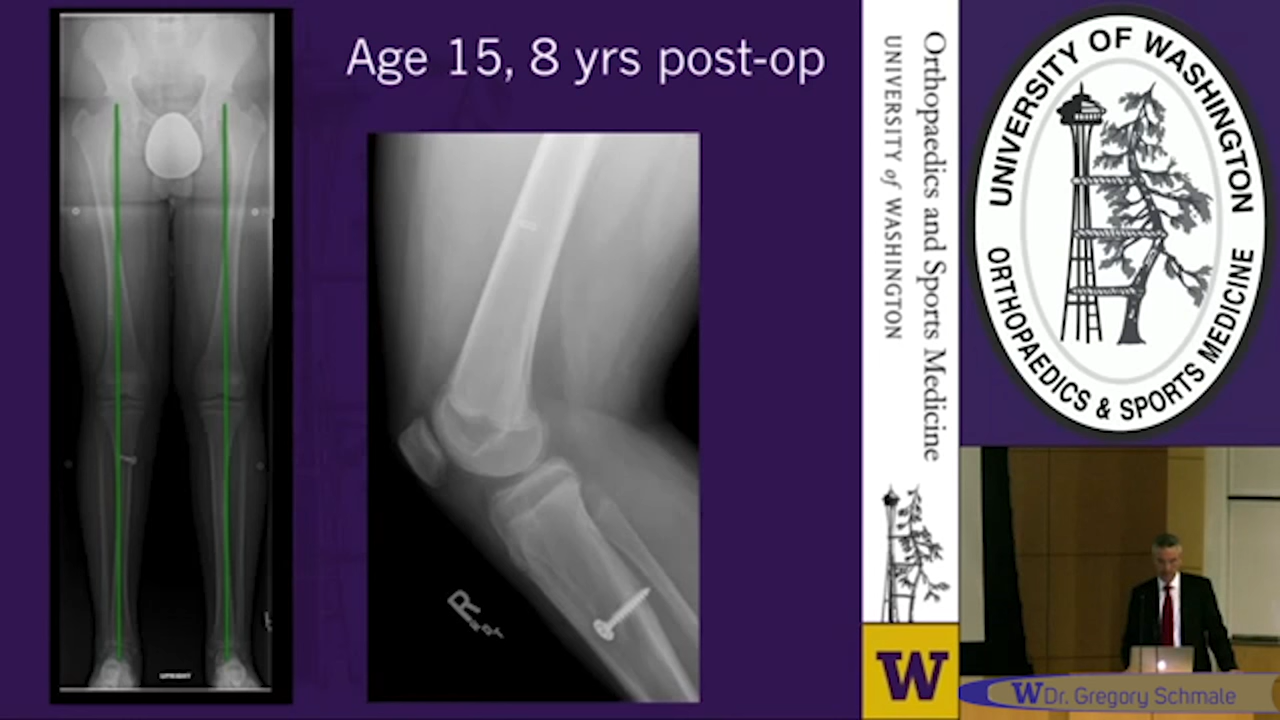 Age 15, 8 yrs post-op
UPRIGHT
R
Orthopaedics and Sports Medicine
UNIVERSITY of WASHINGTON
W
UNIVERSITY OF WASHINGTON
ORTHOPAEDICS & SPORTS MEDICINE
W Dr. Gregory Schmale